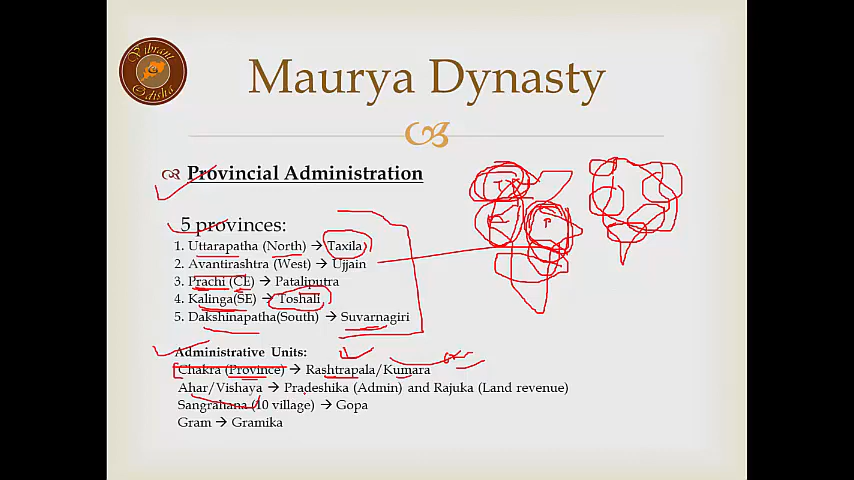 Vibrant
Odisha
Maurya Dynasty
Provincial Administration
5 provinces:
1. Uttarapatha (North) → Taxila
2. Avantirashtra (West) → Ujjain
3. Prachi (CE) → Pataliputra
4. Kalinga(SE) → Toshali
5. Dakshinapatha(South) → Suvarnagiri
Administrative Units:
Chakra (Province) → Rashtrapala/Kumara
Ahar/Vishaya → Pradeshika (Admin) and Rajuka (Land revenue)
Sangrahana (10 village) → Gopa
Gram → Gramika
P